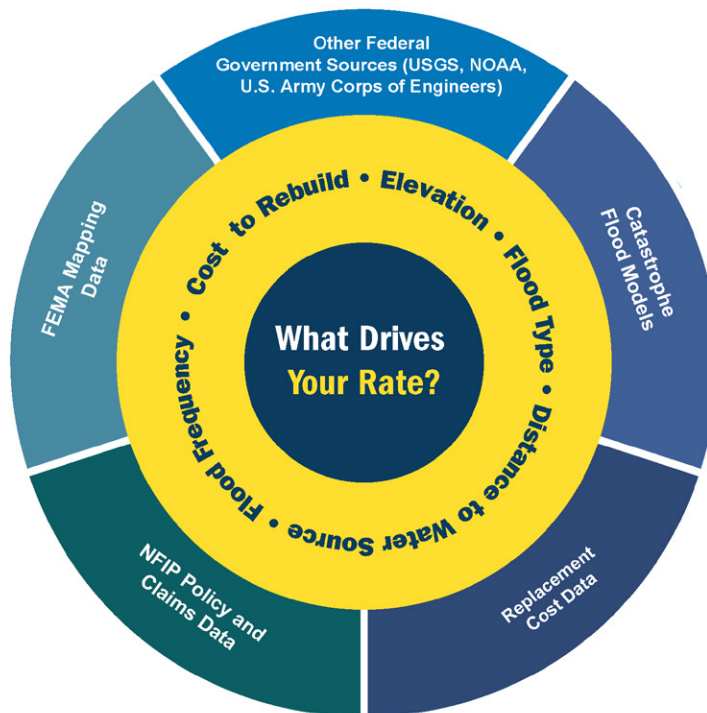 Other Federal
Government Sources (USGS, NOAA,
U.S. Army Corps of Engineers)
Catastrophe
Flood Models
Replacement
Cost Data
NFIP Policy and
Claims Data
FEMA Mapping
Data
Cost to Rebuild • Elevation • Flood Type • Distance to Water Source • Flood Frequency •
What Drives
Your Rate?